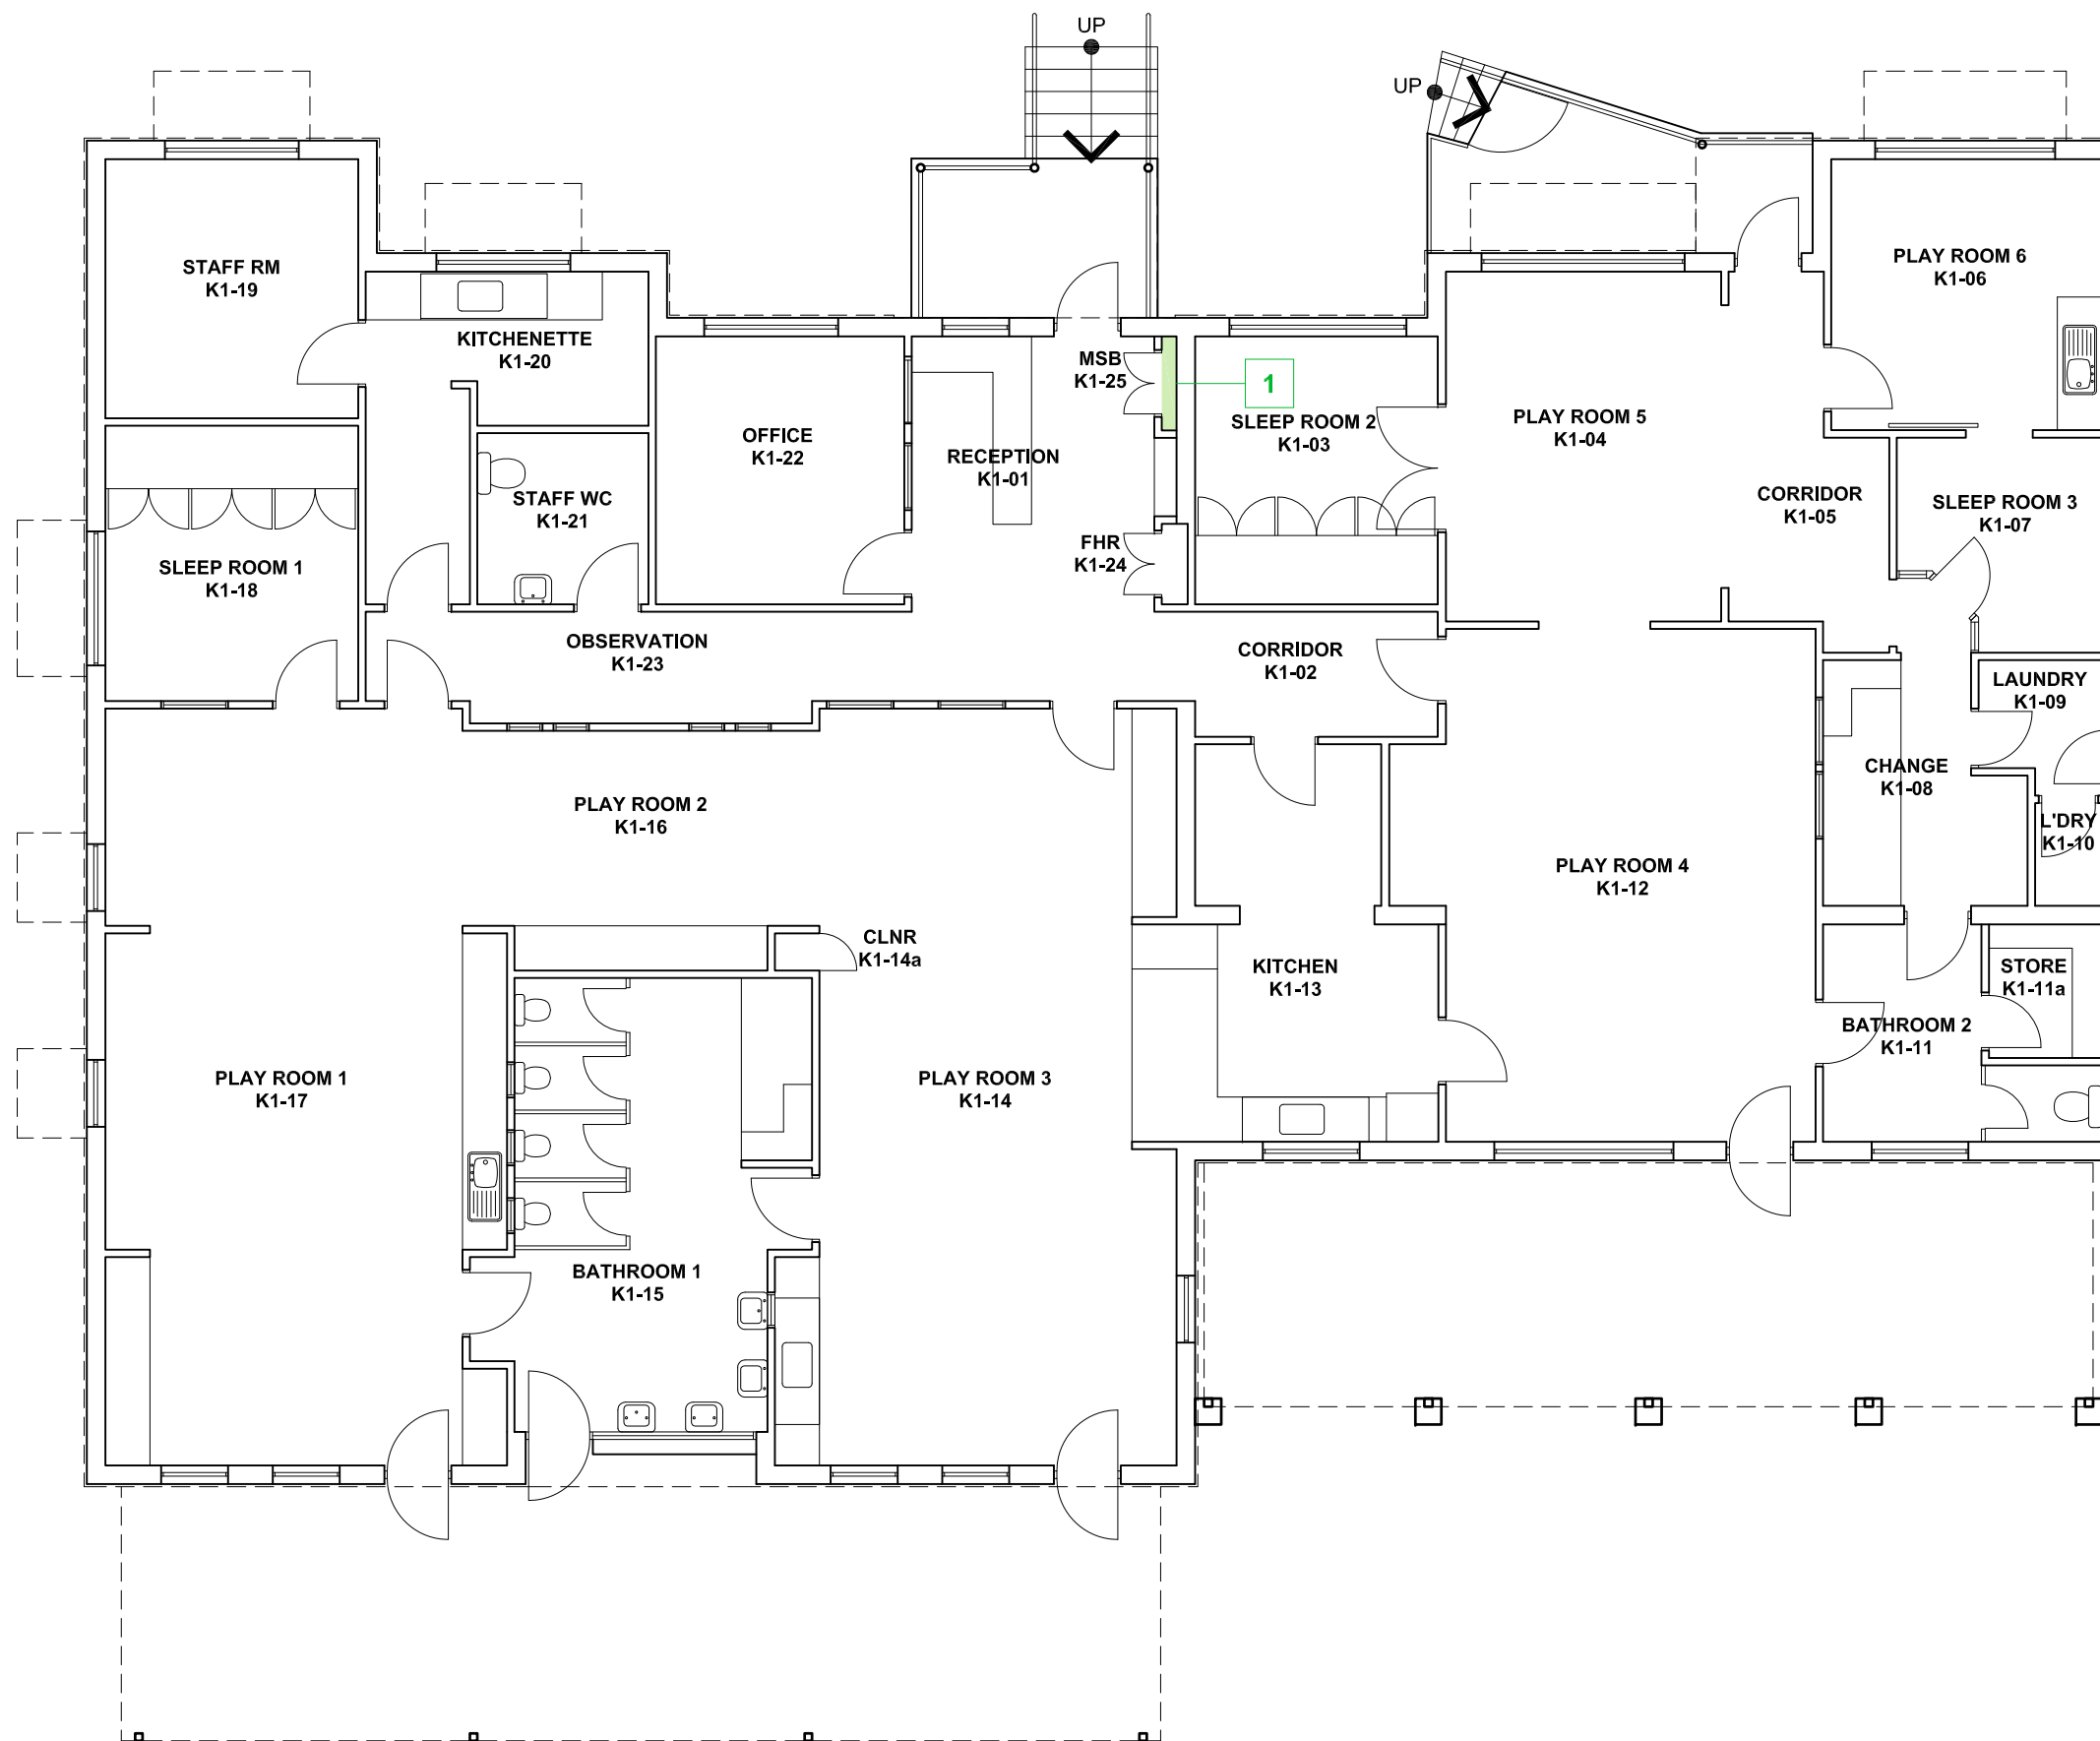 UP
UP
STAFF RM
K1-19
PLAY ROOM 6
K1-06
KITCHENETTE
K1-20
MSB
K1-25
1
OFFICE
K1-22
RECEPTION
K1-01
SLEEP ROOM 2
K1-03
PLAY ROOM 5
K1-04
STAFF WC
K1-21
CORRIDOR
K1-05
SLEEP ROOM 3
K1-07
FHR
K1-24
SLEEP ROOM 1
K1-18
OBSERVATION
K1-23
CORRIDOR
K1-02
LAUNDRY
K1-09
CHANGE
K1-08
PLAY ROOM 2
K1-16
L'DRY
K1-10
PLAY ROOM 4
K1-12
CLNR
K1-14a
KITCHEN
K1-13
STORE
K1-11a
BATHROOM 2
K1-11
PLAY ROOM 1
K1-17
PLAY ROOM 3
K1-14
BATHROOM 1
K1-15